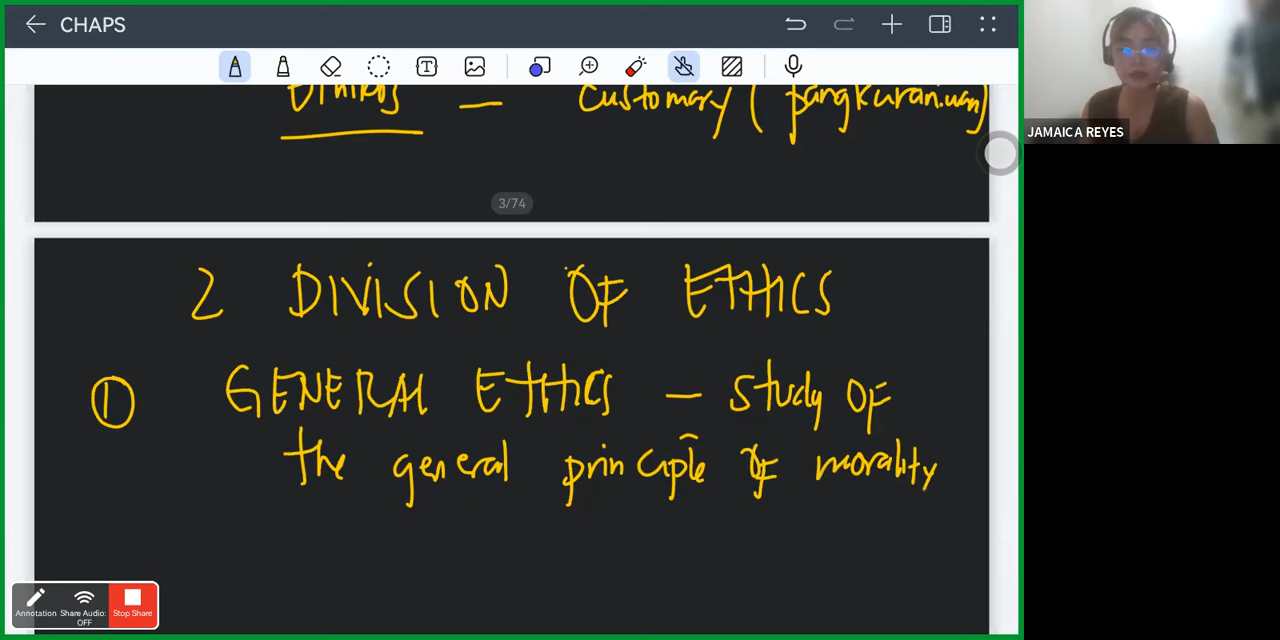 CHAPS
— Customary (
3/74
2 DIVISION OF ETHICS
① GENERAL ETHICS — study OF
the general principle OF morality
Annotation Share Audio: OFF Stop Share
JAMAICA REYES